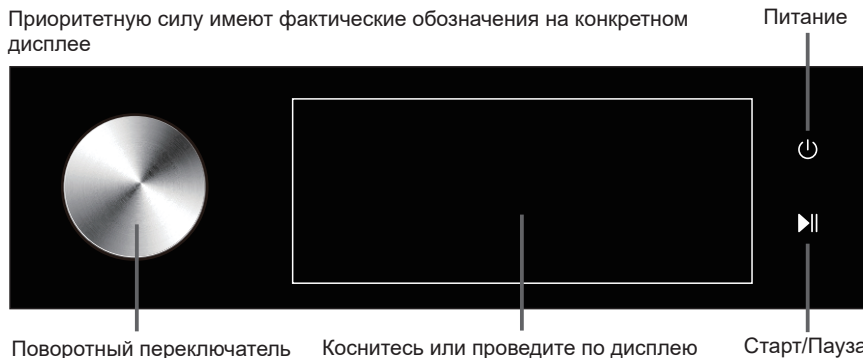 Приоритетную силу имеют фактические обозначения на конкретном
дисплее
Питание
Поворотный переключатель
Коснитесь или проведите по дисплею
Старт/Пауза